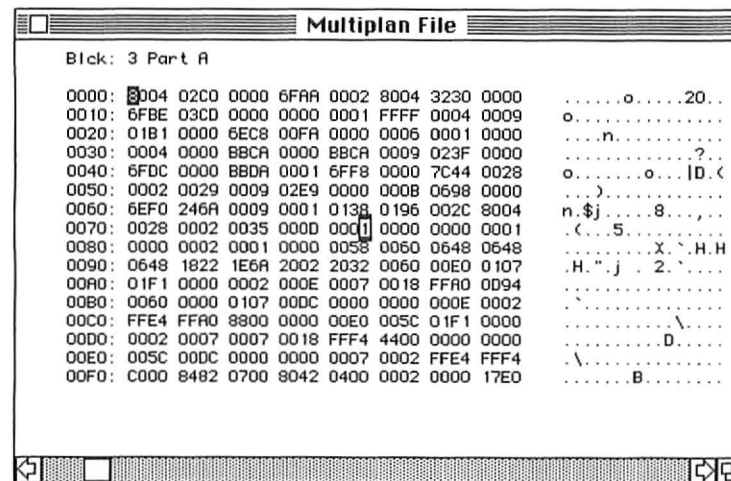 Multiplan File
Blck: 3 Part A
0000: 8004 02C0 0000 6FAA 0002 8004 3230 0000 ......o.....20..
0010: 6FBE 03CD 0000 0000 0001 FFFF 0004 0009 o...............
0020: 01B1 0000 6EC8 00FA 0000 0006 0001 0000 ....n...........
0030: 0004 0000 BBCA 0000 BBCA 0009 023F 0000 .............?..
0040: 6FDC 0000 BBDA 0001 6FF8 0000 7C44 0028 o.......o...|D.(
0050: 0002 0029 0009 02E9 0000 000B 0698 0000 ...)............
0060: 6EF0 246A 0009 0001 0138 0196 002C 8004 n.$j.....8...,..
0070: 0028 0002 0035 000D 0001 0000 0000 0001 .(...5..........
0080: 0000 0002 0001 0000 0058 0060 0648 0648 .........X.`.H.H
0090: 0648 1822 1E6A 2002 2032 0060 00E0 0107 .H.".j . 2.`....
00A0: 01F1 0000 0002 000E 0007 0018 FFA0 0D94 ................
00B0: 0060 0000 0107 00DC 0000 0000 000E 0002 .`..............
00C0: FFE4 FFA0 8800 0000 00E0 005C 01F1 0000 ...........\....
00D0: 0002 0007 0007 0018 FFF4 4400 0000 0000 ..........D.....
00E0: 005C 00DC 0000 0000 0007 0002 FFE4 FFF4 .\..............
00F0: C000 8482 0700 8042 0400 0002 0000 17E0 .......B........